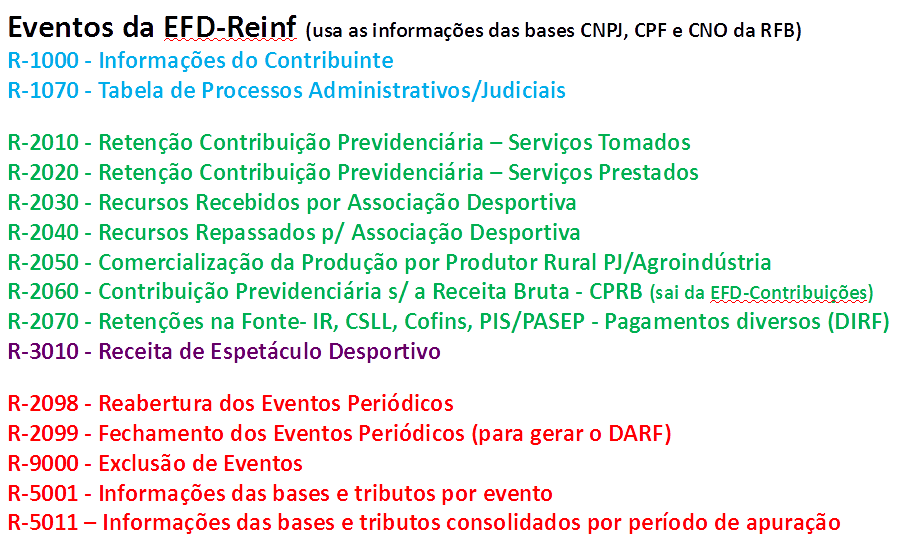 Eventos da EFD-Reinf (usa as informações das bases CNPJ, CPF e CNO da RFB)
R-1000 - Informações do Contribuinte
R-1070 - Tabela de Processos Administrativos/Judiciais
R-2010 - Retenção Contribuição Previdenciária – Serviços Tomados
R-2020 - Retenção Contribuição Previdenciária – Serviços Prestados
R-2030 - Recursos Recebidos por Associação Desportiva
R-2040 - Recursos Repassados p/ Associação Desportiva
R-2050 - Comercialização da Produção por Produtor Rural PJ/Agroindústria
R-2060 - Contribuição Previdenciária s/ a Receita Bruta - CPRB (sai da EFD-Contribuições)
R-2070 - Retenções na Fonte- IR, CSLL, Cofins, PIS/PASEP - Pagamentos diversos (DIRF)
R-3010 - Receita de Espetáculo Desportivo
R-2098 - Reabertura dos Eventos Periódicos
R-2099 - Fechamento dos Eventos Periódicos (para gerar o DARF)
R-9000 - Exclusão de Eventos
R-5001 - Informações das bases e tributos por evento
R-5011 – Informações das bases e tributos consolidados por período de apuração